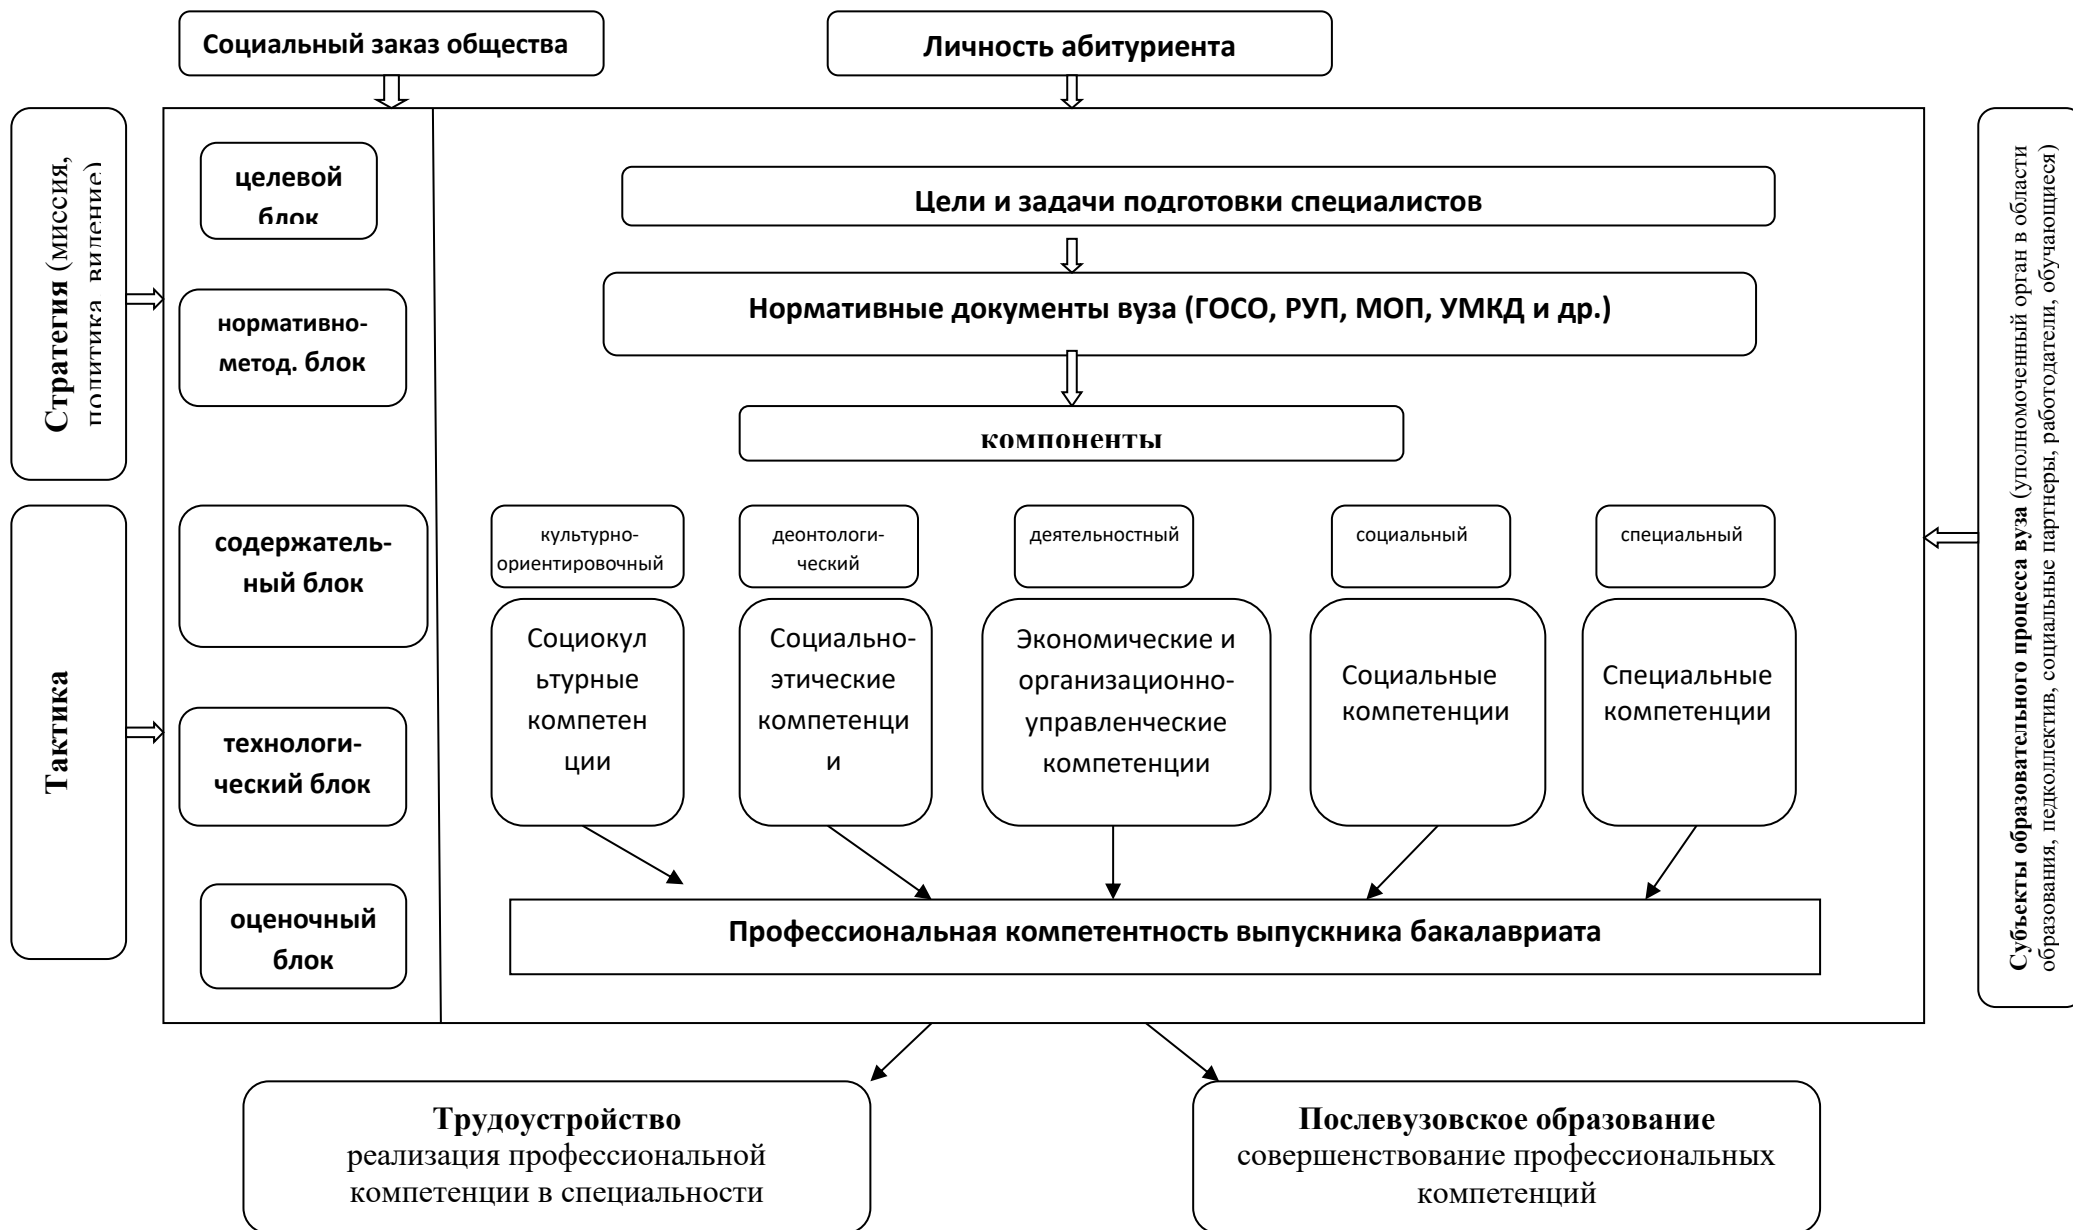 Социальный заказ общества
Личность абитуриента
Стратегия (миссия,
политика видение)
Тактика
целевой
блок
нормативно-
метод. блок
содержатель-
ный блок
технологи-
ческий блок
оценочный
блок
Цели и задачи подготовки специалистов
Нормативные документы вуза (ГОСО, РУП, МОП, УМКД и др.)
компоненты
культурно-
ориентировочный
деонтологи-
ческий
деятельностный
социальный
специальный
Социокул
ьтурные
компетен
ции
Социально-
этические
компетенци
и
Экономические и
организационно-
управленческие
компетенции
Социальные
компетенции
Специальные
компетенции
Профессиональная компетентность выпускника бакалавриата
Субъекты образовательного процесса вуза (уполномоченный орган в области
образования, педколлектив, социальные партнеры, работодатели, обучающиеся)
Трудоустройство
реализация профессиональной
компетенции в специальности
Послевузовское образование
совершенствование профессиональных
компетенций